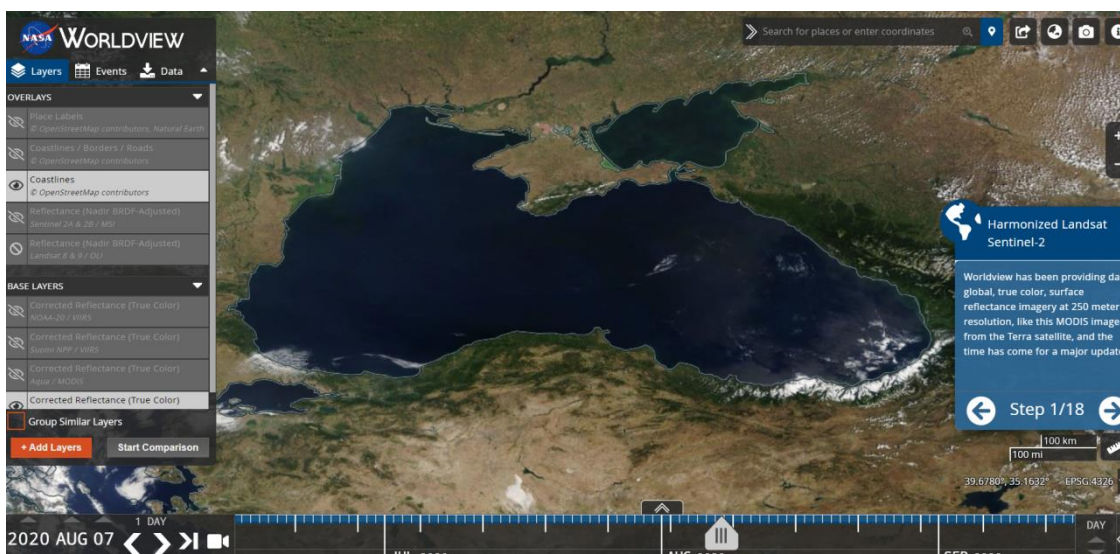 NASA WORLDVIEW
Layers Events Data
OVERLAYS
Place Labels
© OpenStreetMap contributors, Natural Earth
Coastlines / Borders / Roads
© OpenStreetMap contributors
Coastlines
© OpenStreetMap contributors
Reflectance (Nadir BRDF-Adjusted)
Sentinel 2A & 2B / MSI
Reflectance (Nadir BRDF-Adjusted)
Landsat 8 & 9 / OLI
BASE LAYERS
Corrected Reflectance (True Color)
NOAA-20 / VIIRS
Corrected Reflectance (True Color)
Suomi NPP / VIIRS
Corrected Reflectance (True Color)
Aqua / MODIS
Corrected Reflectance (True Color)
Group Similar Layers
+ Add Layers Start Comparison
Search for places or enter coordinates
Harmonized Landsat
Sentinel-2
Worldview has been providing da
global, true color, surface
reflectance imagery at 250 meter
resolution, like this MODIS image
from the Terra satellite, and the
time has come for a major updat
Step 1/18
100 km
100 mi
39.6780°, 35.1632° EPSG:4326
1 DAY
2020 AUG 07
DAY